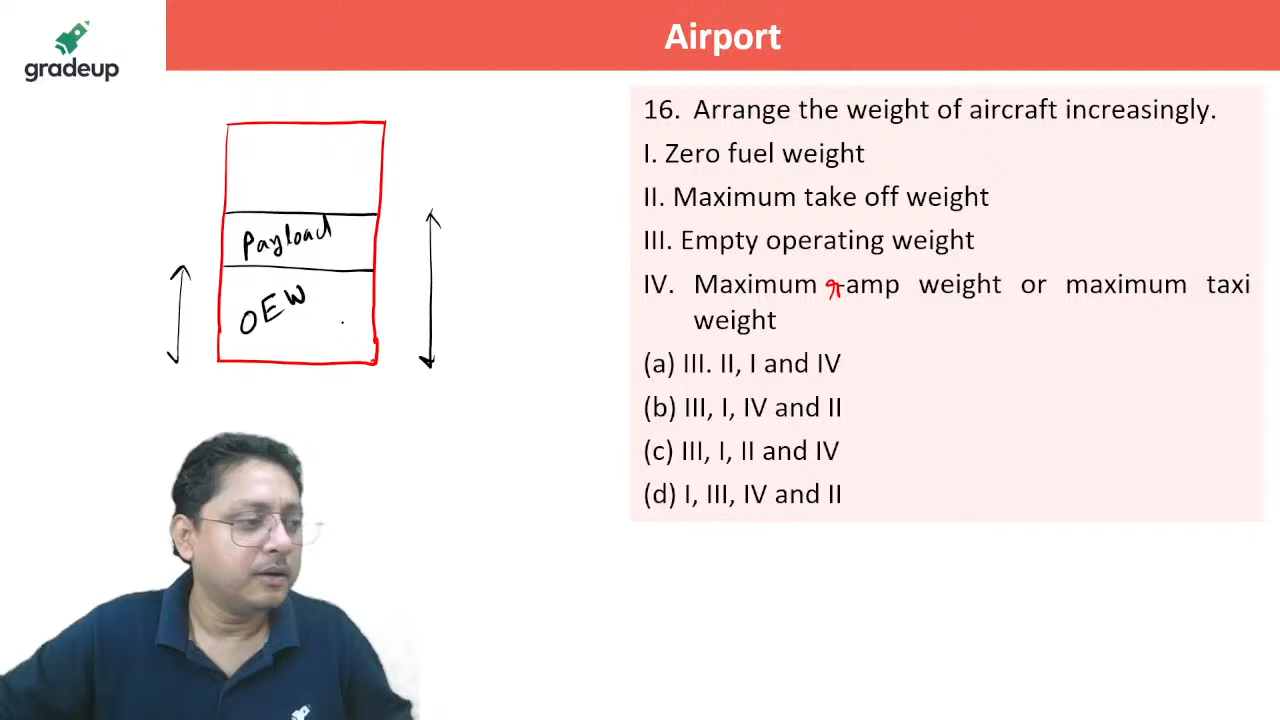 Airport
gradeup
16. Arrange the weight of aircraft increasingly.
I. Zero fuel weight
II. Maximum take off weight
III. Empty operating weight
IV. Maximum ramp weight or maximum taxi
weight
(a) III. II, I and IV
(b) III, I, IV and II
(c) III, I, II and IV
(d) I, III, IV and II
Payload
OEW